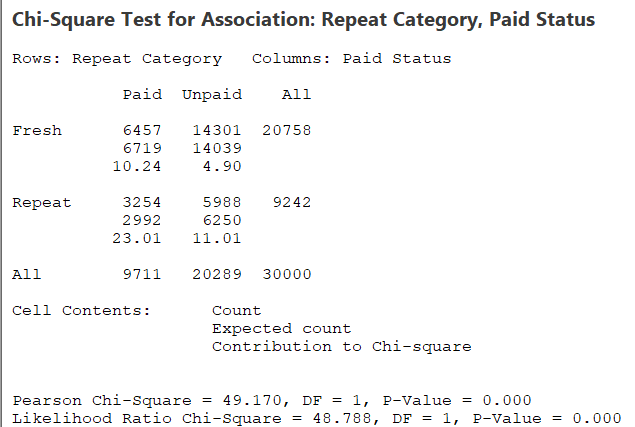 Chi-Square Test for Association: Repeat Category, Paid Status
Rows: Repeat Category   Columns: Paid Status
Paid  Unpaid    All
Fresh      6457   14301  20758
6719   14039
10.24    4.90
Repeat     3254    5988   9242
2992    6250
23.01   11.01
All        9711   20289  30000
Cell Contents:      Count
Expected count
Contribution to Chi-square
Pearson Chi-Square = 49.170, DF = 1, P-Value = 0.000
Likelihood Ratio Chi-Square = 48.788, DF = 1, P-Value = 0.000